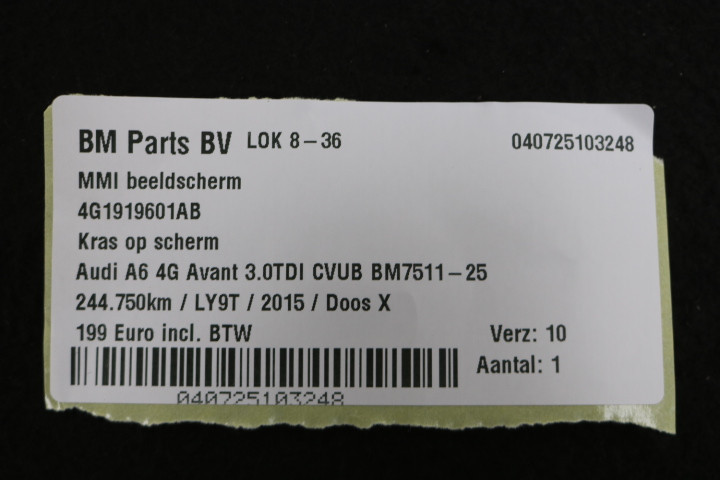 BM Parts BV LOK 8-36 040725103248
MMI beeldscherm
4G1919601AB
Kras op scherm
Audi A6 4G Avant 3.0TDI CVUB BM7511-25
244.750km / LY9T / 2015 / Doos X
199 Euro incl. BTW Verz: 10
Aantal: 1
040725103248